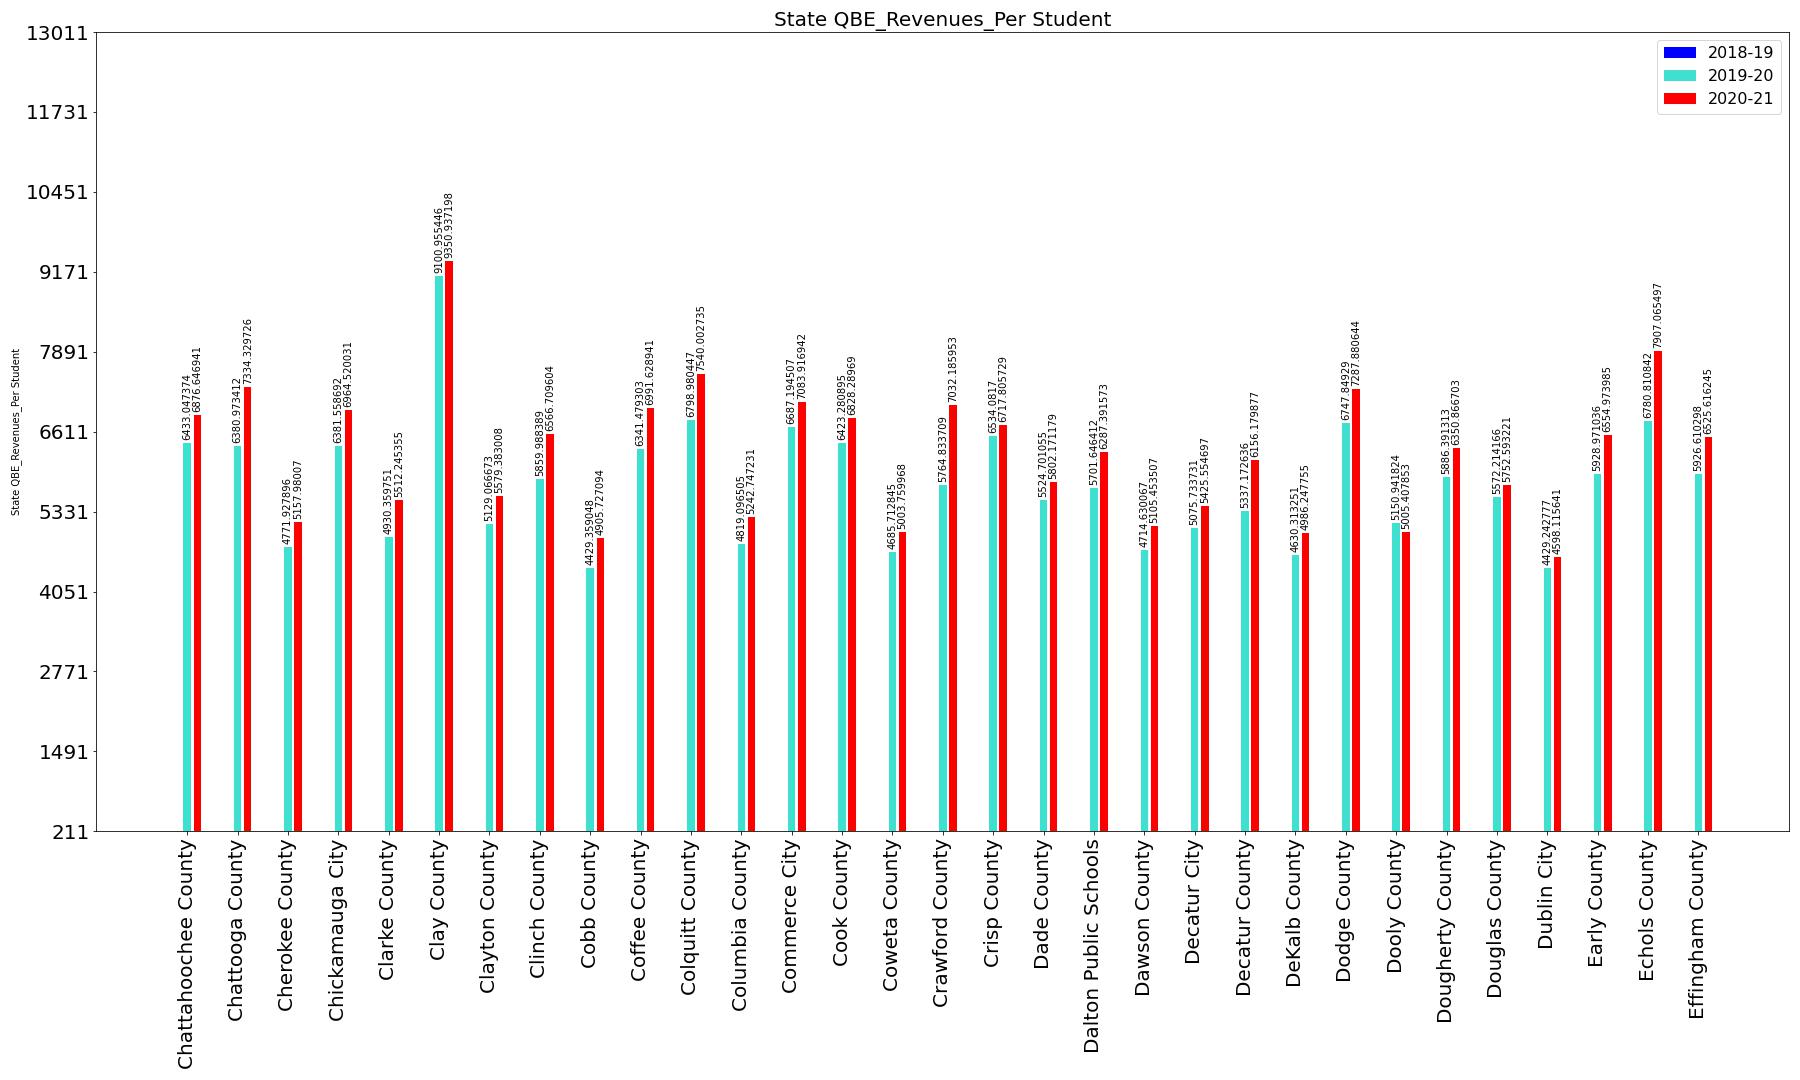 State QBE_Revenues_Per Student
13011
11731
10451
9171
7891
6611
5331
4051
2771
1491
211
State QBE_Revenues_Per Student
2018-19
2019-20
2020-21
6433.047374
6876.646941
6380.973412
7334.329726
4771.927896
5157.98007
6381.558692
6964.520031
4930.359751
5512.245355
9100.955446
9350.937198
5129.066673
5579.383008
5859.988389
6566.709604
4429.359048
4905.727094
6341.479303
6991.628941
6798.980447
7540.002735
4819.096505
5242.747231
6687.194507
7083.916942
6423.280895
6828.28969
4685.712845
5003.759968
5764.833709
7032.185953
6534.0817
6717.805729
5524.701055
5802.171179
5701.646412
6287.391573
4714.630067
5105.453507
5075.733731
5425.554697
5337.172636
6156.179877
4630.313251
4986.247755
6747.84929
7287.880644
5150.941824
5005.407853
5886.391313
6350.866703
5572.214166
5752.593221
4429.242777
4598.115641
5928.971036
6554.973985
6780.810842
7907.065497
5926.610298
6525.616245
Chattahoochee County
Chattooga County
Cherokee County
Chickamauga City
Clarke County
Clay County
Clayton County
Clinch County
Cobb County
Coffee County
Colquitt County
Columbia County
Commerce City
Cook County
Coweta County
Crawford County
Crisp County
Dade County
Dalton Public Schools
Dawson County
Decatur City
Decatur County
DeKalb County
Dodge County
Dooly County
Dougherty County
Douglas County
Dublin City
Early County
Echols County
Effingham County